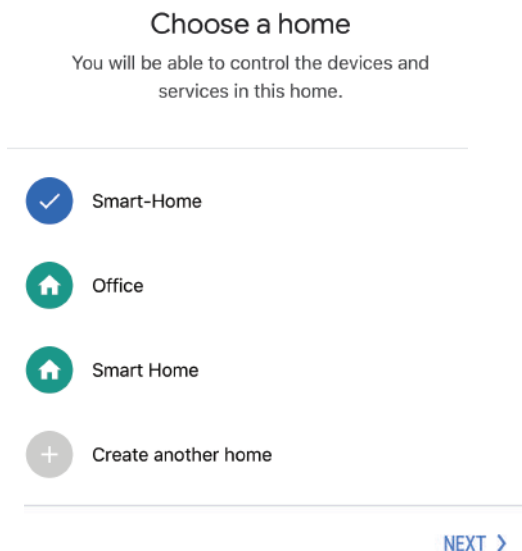 Choose a home
You will be able to control the devices and
services in this home.
Smart-Home
Office
Smart Home
Create another home
NEXT